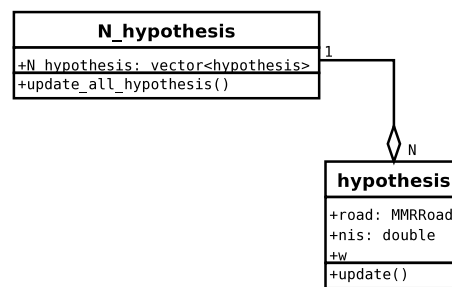 N_hypothesis
+N_hypothesis: vector<hypothesis>
+update_all_hypothesis()
1
N
hypothesis
+road: MMRRoad
+nis: double
+w
+update()